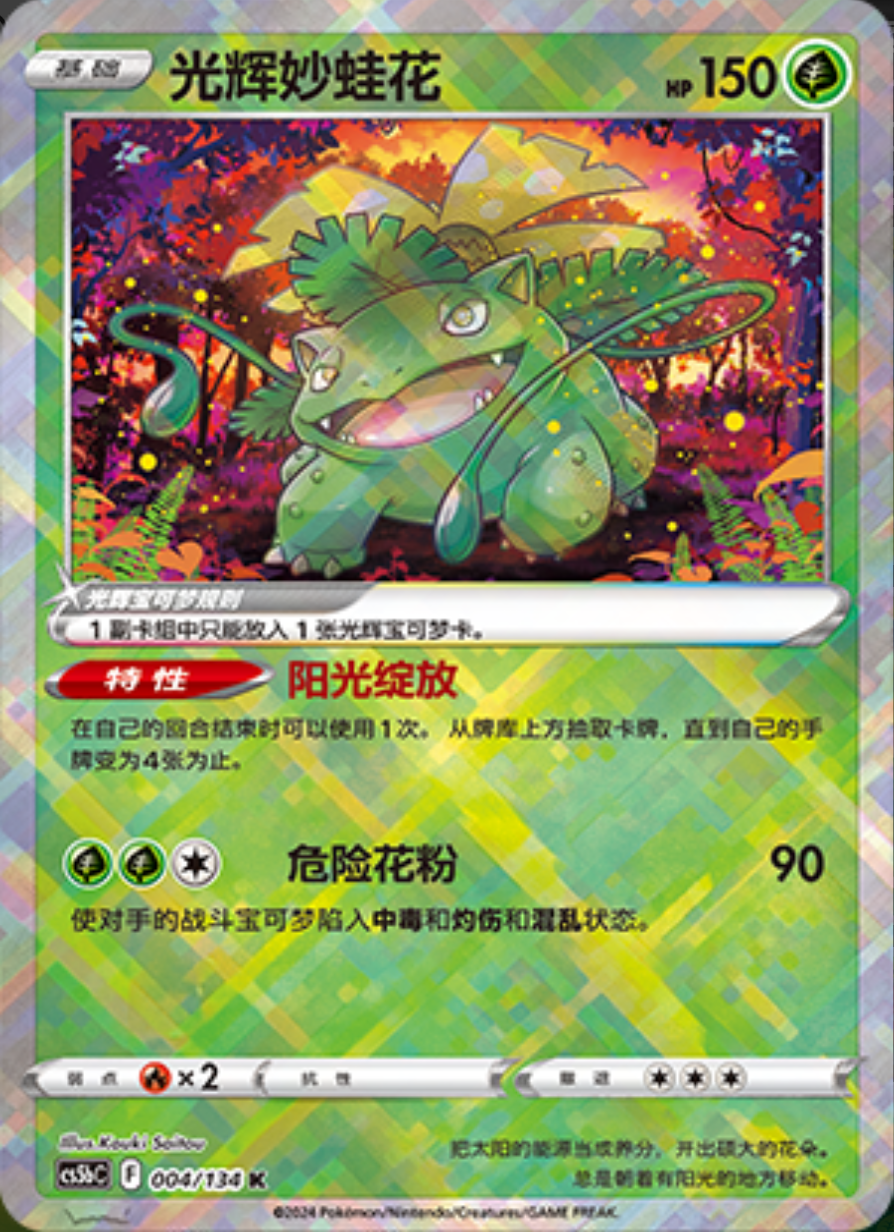 基础 光辉妙蛙花 HP 150
光辉宝可梦规则
1 副卡组中只能放入 1 张光辉宝可梦卡。
特性 阳光绽放
在自己的回合结束时可以使用1次。 从牌库上方抽取卡牌，直到自己的手
牌变为4张为止。
危险花粉 90
使对手的战斗宝可梦陷入中毒和灼伤和混乱状态。
弱点 ×2 抗性 撤退
Illus. Kouki Saitou
把太阳的能源当成养分，开出硕大的花朵。
cs5bC F 004/134 K
总是朝着有阳光的地方移动。
©2024 Pokémon/Nintendo/Creatures/GAME FREAK.